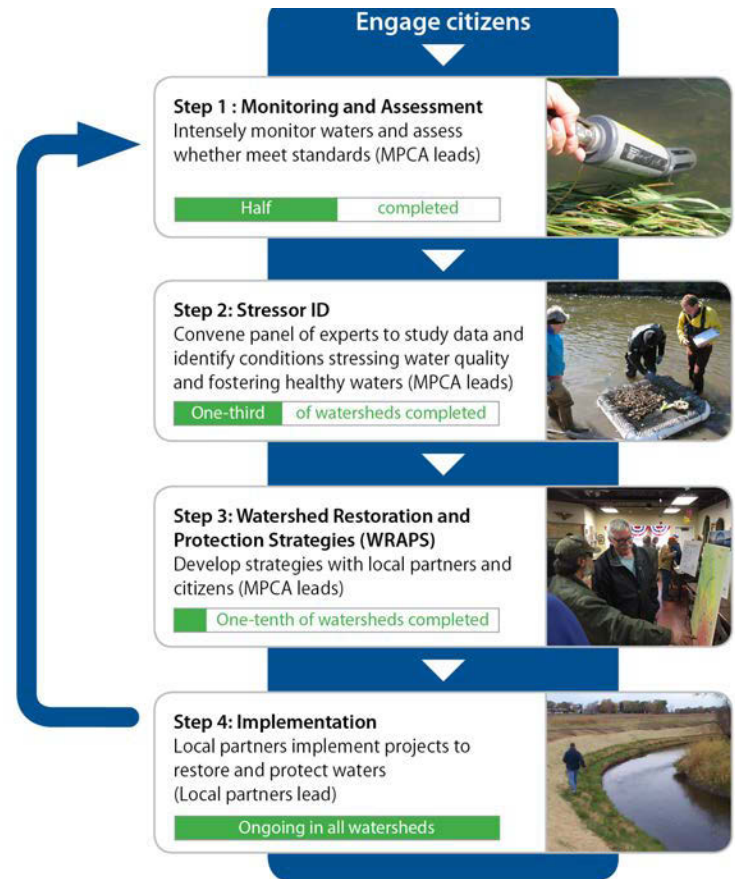 Engage citizens
Step 1 : Monitoring and Assessment
Intensely monitor waters and assess
whether meet standards (MPCA leads)
Half completed
Step 2: Stressor ID
Convene panel of experts to study data and
identify conditions stressing water quality
and fostering healthy waters (MPCA leads)
One-third of watersheds completed
Step 3: Watershed Restoration and
Protection Strategies (WRAPS)
Develop strategies with local partners and
citizens (MPCA leads)
One-tenth of watersheds completed
Step 4: Implementation
Local partners implement projects to
restore and protect waters
(Local partners lead)
Ongoing in all watersheds